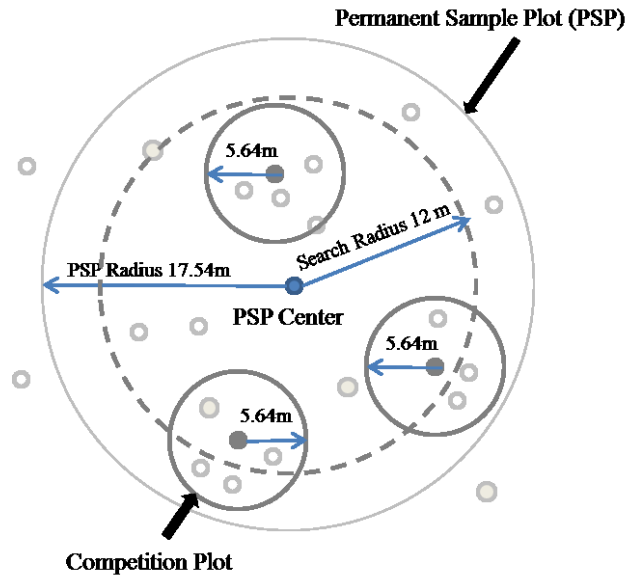 Permanent Sample Plot (PSP)
5.64m
Search Radius 12 m
PSP Radius 17.54m
PSP Center
5.64m
5.64m
Competition Plot